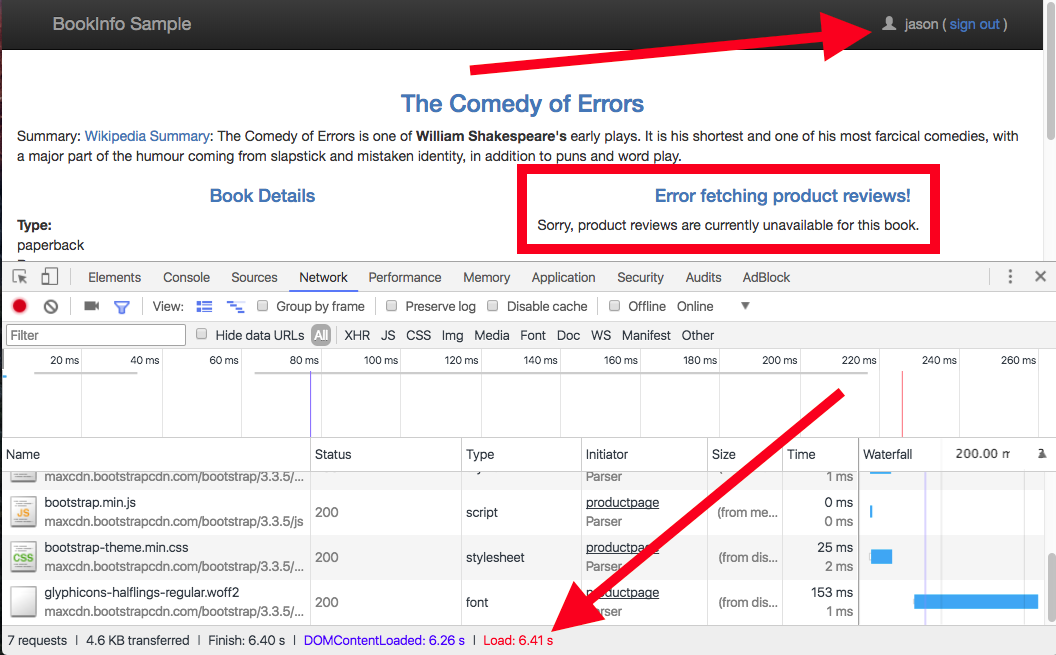 BookInfo Sample
jason ( sign out )
The Comedy of Errors
Summary: Wikipedia Summary: The Comedy of Errors is one of William Shakespeare's early plays. It is his shortest and one of his most farcical comedies, with
a major part of the humour coming from slapstick and mistaken identity, in addition to puns and word play.
Book Details
Error fetching product reviews!
Type:
Sorry, product reviews are currently unavailable for this book.
paperback
Elements Console Sources Network Performance Memory Application Security Audits AdBlock
View: Group by frame Preserve log Disable cache Offline Online
Filter Hide data URLs All XHR JS CSS Img Media Font Doc WS Manifest Other
20 ms 40 ms 60 ms 80 ms 100 ms 120 ms 140 ms 160 ms 180 ms 200 ms 220 ms 240 ms 260 ms
Name Status Type Initiator Size Time Waterfall 200.00 m
maxcdn.bootstrapcdn.com/bootstrap/3.3.5/... Parser 1 ms
bootstrap.min.js productpage 0 ms
JS 200 script (from me...
maxcdn.bootstrapcdn.com/bootstrap/3.3.5/js Parser 0 ms
bootstrap-theme.min.css productpage 25 ms
CSS 200 stylesheet (from dis...
maxcdn.bootstrapcdn.com/bootstrap/3.3.5/... Parser 2 ms
glyphicons-halflings-regular.woff2 productpage 153 ms
200 font (from dis...
maxcdn.bootstrapcdn.com/bootstrap/3.3.5/... Parser 1 ms
7 requests | 4.6 KB transferred | Finish: 6.40 s | DOMContentLoaded: 6.26 s | Load: 6.41 s